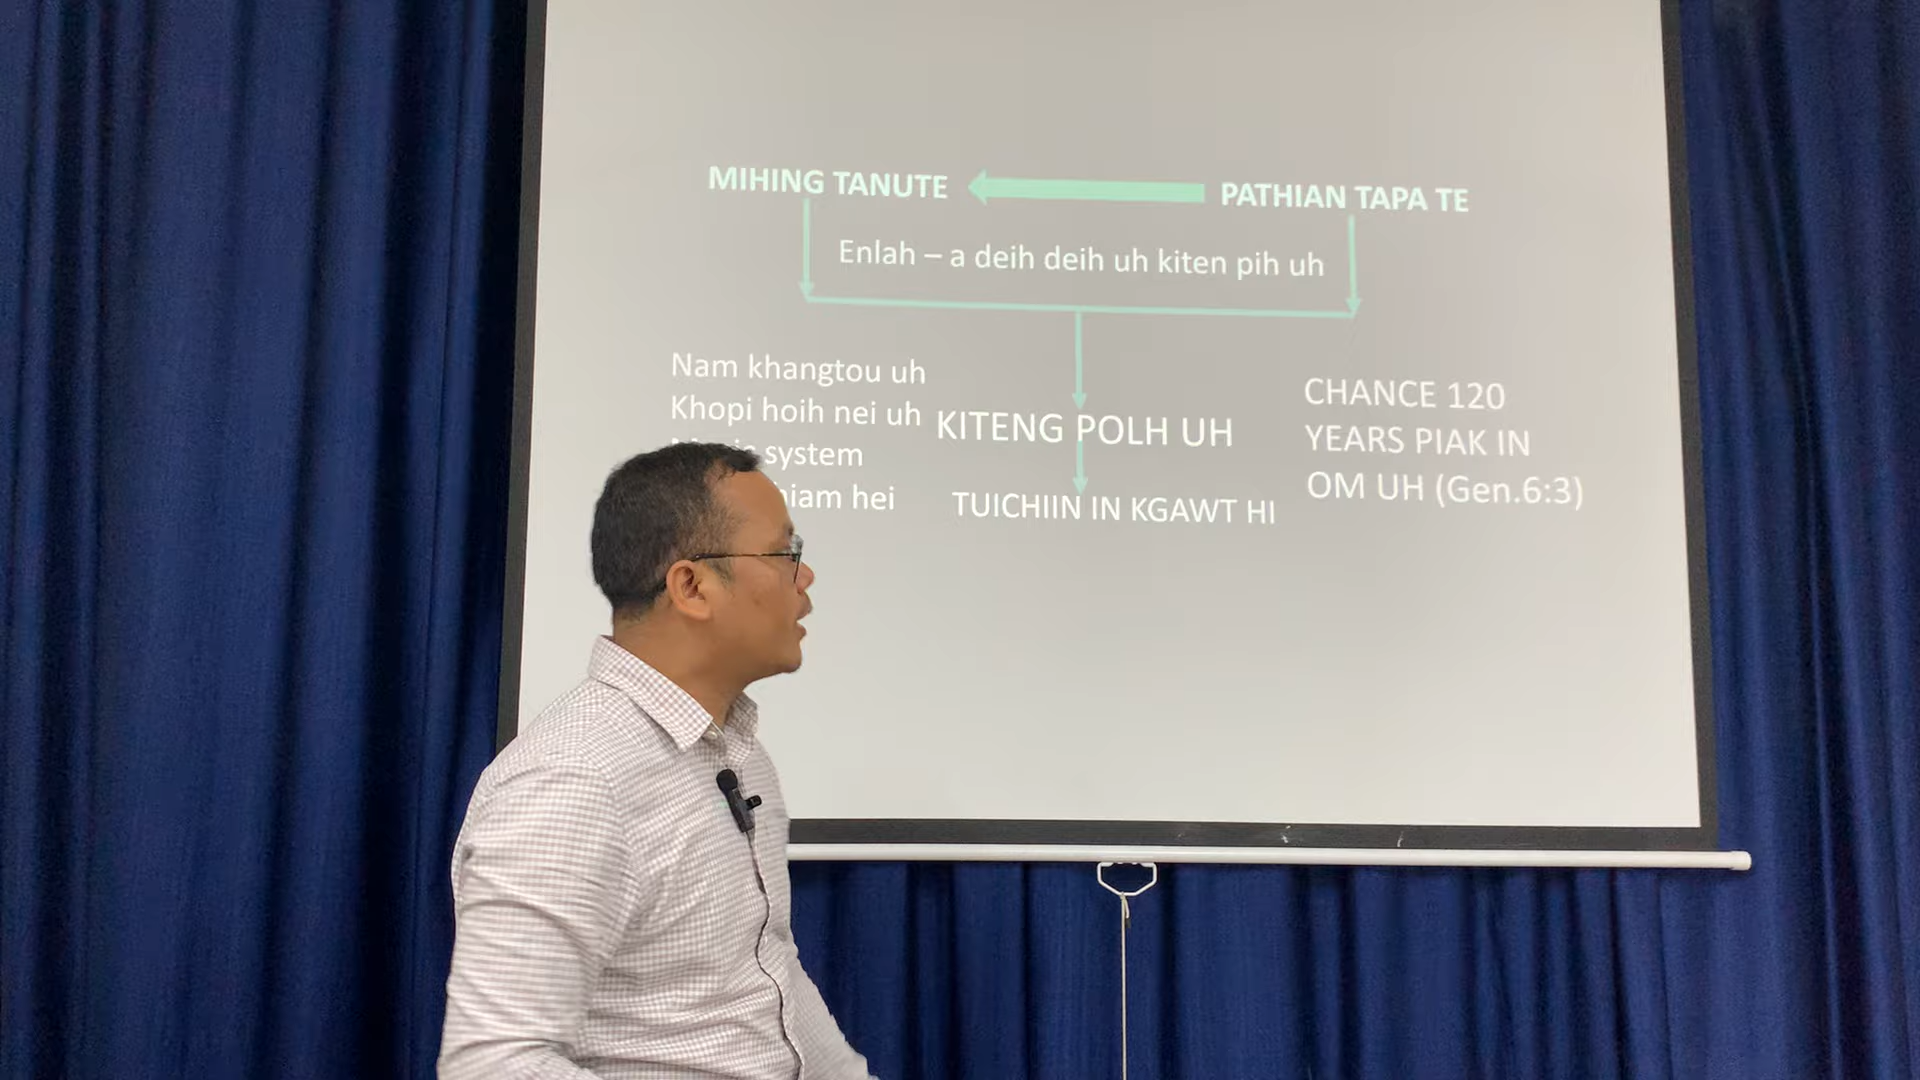 MIHING TANUTE
PATHIAN TAPA TE
Enlah – a deih deih uh kiten pih uh
Nam khangtou uh
Khopi hoih nei uh
system
hei
KITENG POLH UH
TUICHIIN IN KGAWT HI
CHANCE 120
YEARS PIAK IN
OM UH (Gen.6:3)